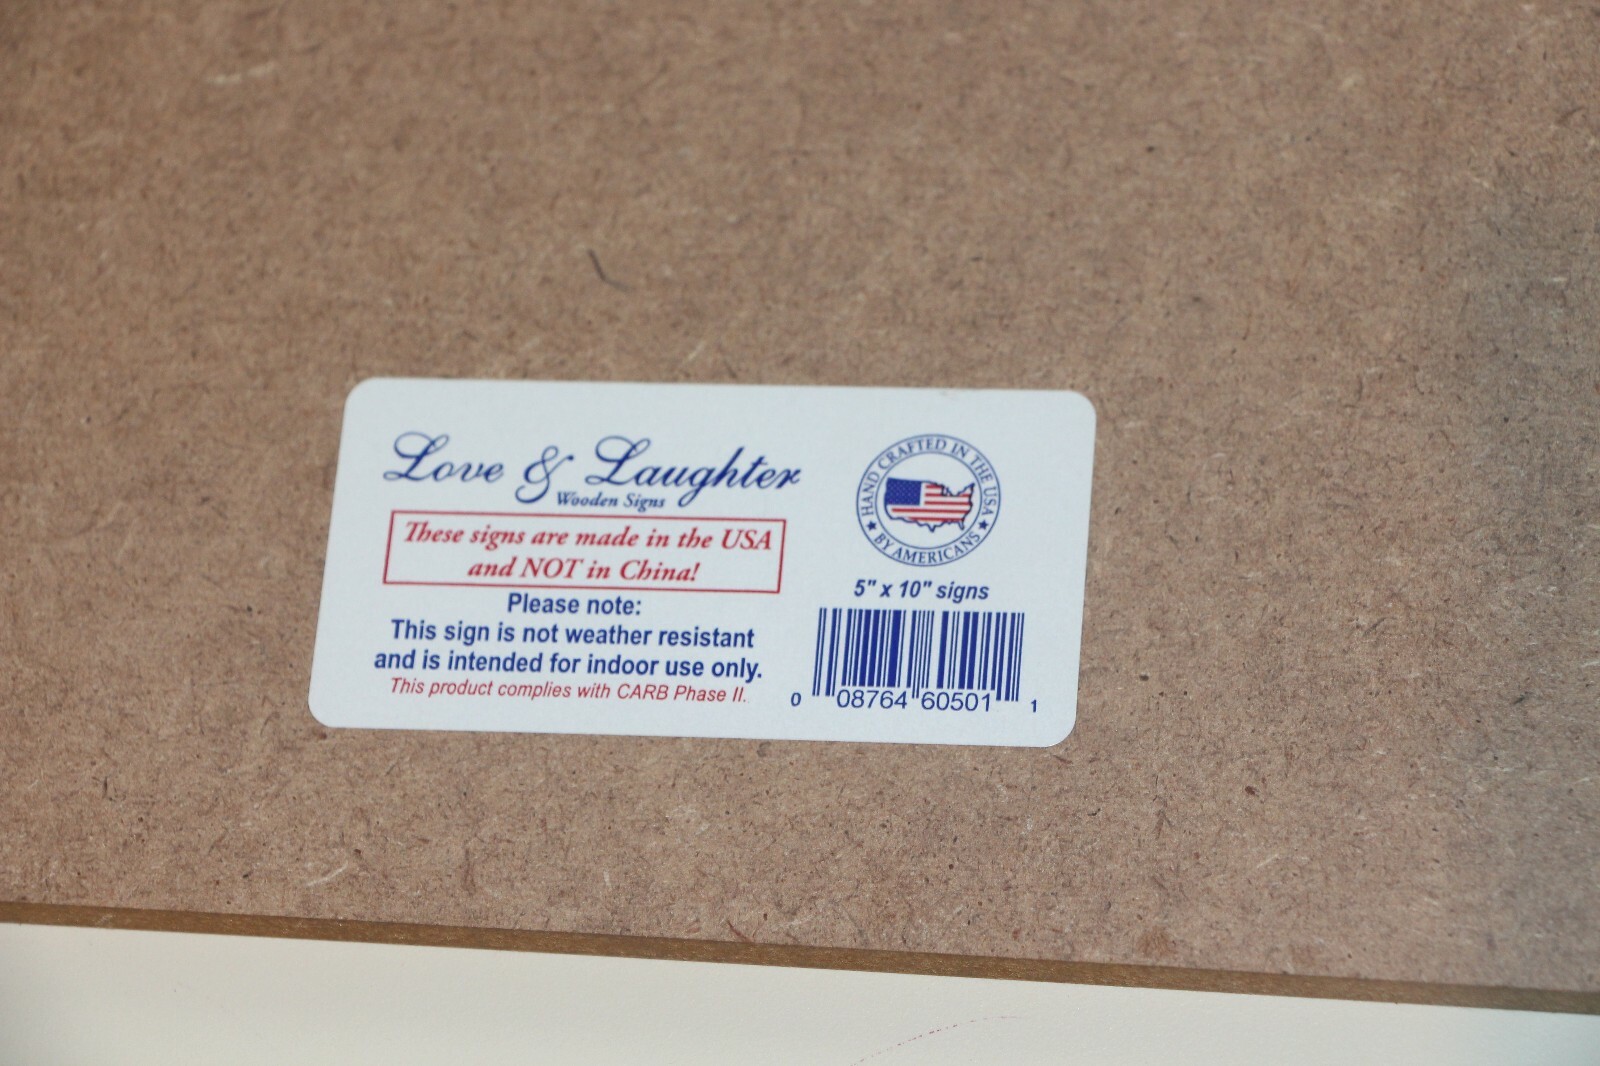 Love & Laughter
Wooden Signs
These signs are made in the USA
and NOT in China!
Please note:
This sign is not weather resistant
and is intended for indoor use only.
This product complies with CARB Phase II.
HAND CRAFTED IN THE USA
★ BY AMERICANS ★
5" x 10" signs
0 08764 60501 1